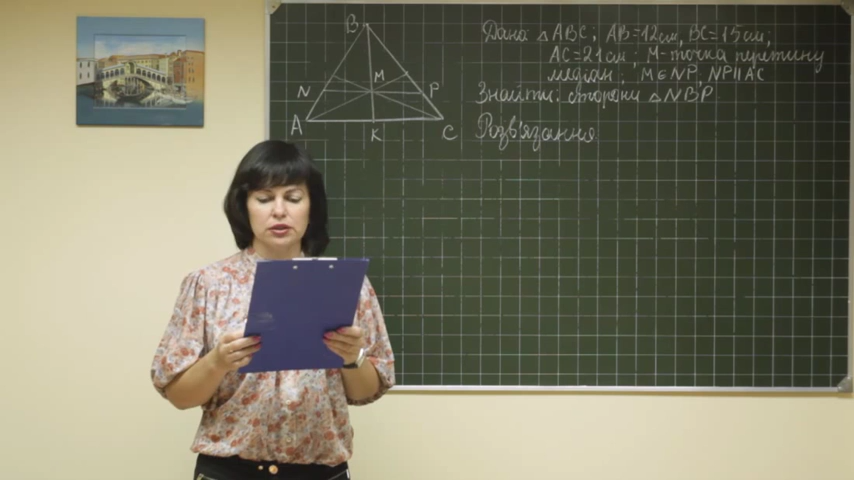 B
M
N
P
A
K
C
Дано △ABC; AB=12см, BC=15см;
AC=21см; M-точка перетину
медіан; M∈NP, NP||AC
Знайти: сторони △NBP
Розв'язання